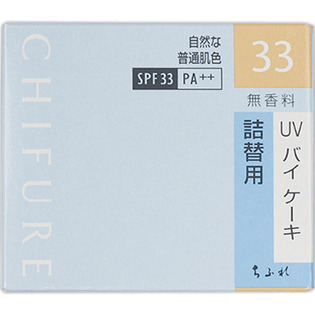 CHIFURE
自然な
普通肌色
SPF33 PA++
33
無香料
UV バイ ケーキ
詰替用
ちふれ